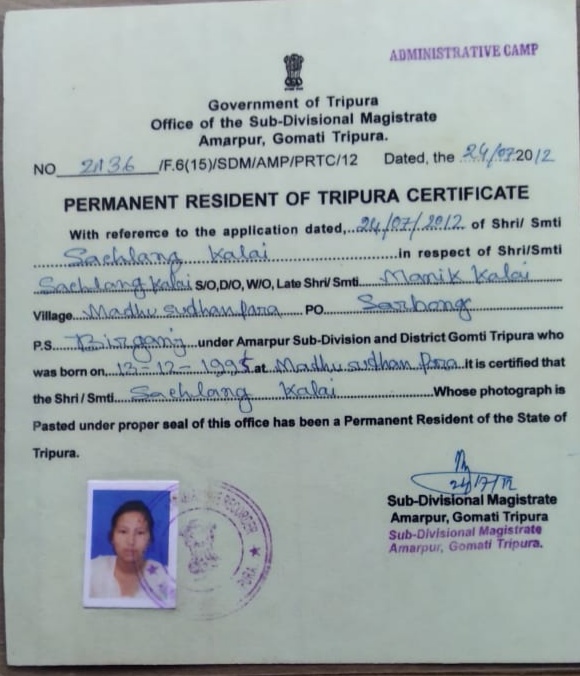 ADMINISTRATIVE CAMP
Government of Tripura
Office of the Sub-Divisional Magistrate
Amarpur, Gomati Tripura.
NO 2136 /F.6(15)/SDM/AMP/PRTC/12 Dated, the 24/07 2012
PERMANENT RESIDENT OF TRIPURA CERTIFICATE
With reference to the application dated, 24/07/2012 of Shri/ Smti
Sachlang Kalai in respect of Shri/Smti
Sachlang Kalai S/O,D/O, W/O, Late Shri/ Smti. Manik Kalai
Village Madhu sudhan para PO Sarbong
P.S. Birganj under Amarpur Sub-Division and District Gomti Tripura who
was born on, 13-12-1995 at Madhu sudhan Para it is certified that
the Shri / Smti. Sachlang Kalai Whose photograph is
Pasted under proper seal of this office has been a Permanent Resident of the State of
Tripura.
24/7/12
Sub-Divisional Magistrate
Amarpur, Gomati Tripura
Sub-Divisional Magistrate
Amarpur, Gomati Tripura.